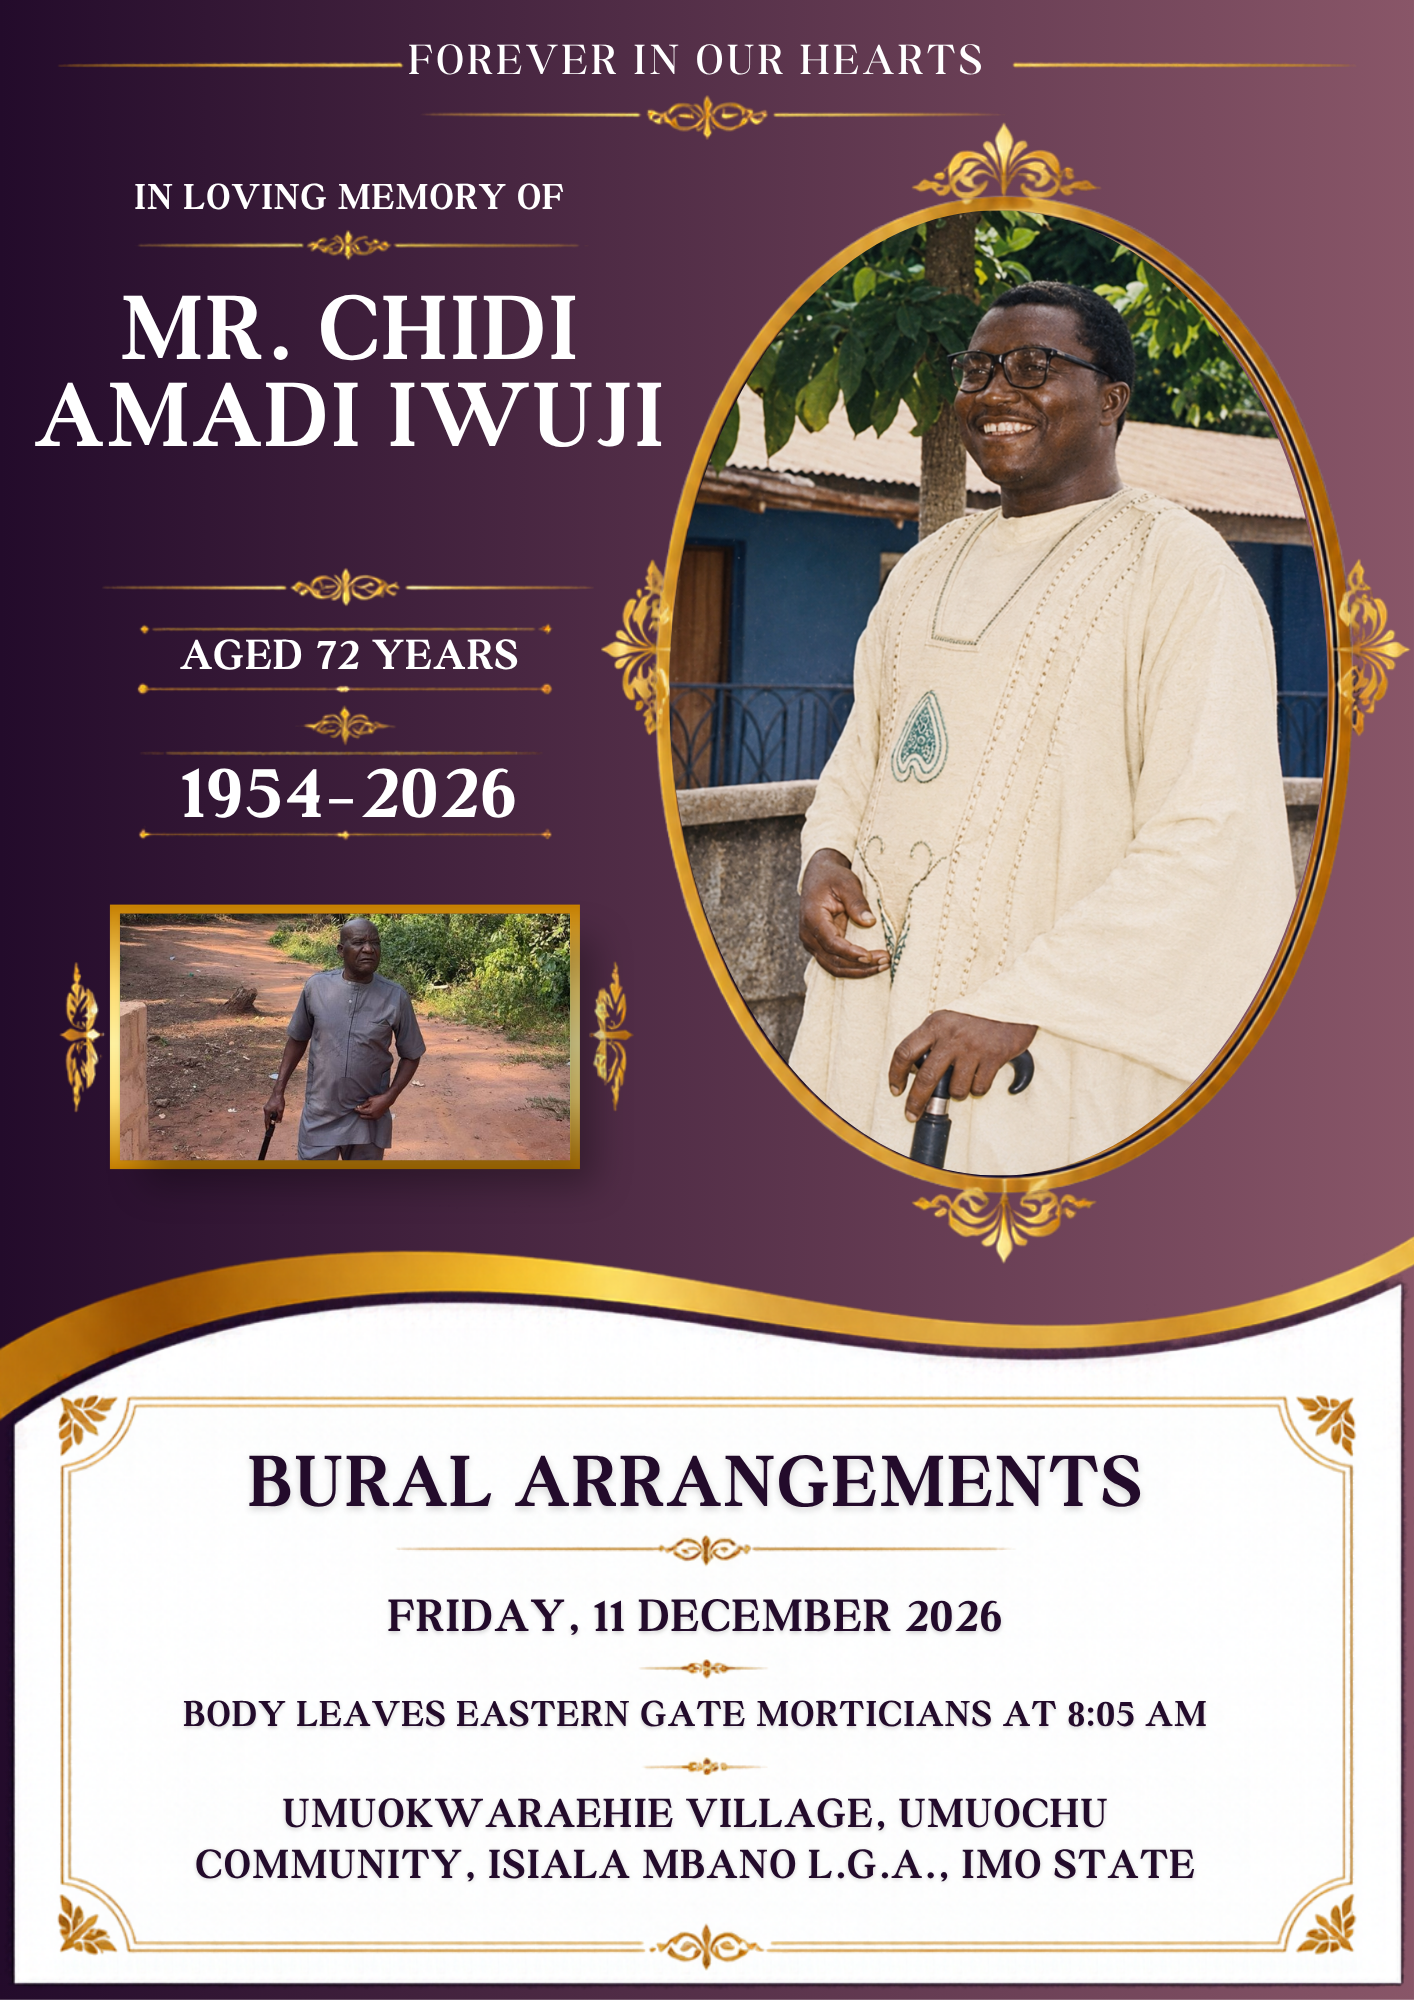 FOREVER IN OUR HEARTS
IN LOVING MEMORY OF
MR. CHIDI
AMADI IWUJI
AGED 72 YEARS
1954-2026
BURAL ARRANGEMENTS
FRIDAY, 11 DECEMBER 2026
BODY LEAVES EASTERN GATE MORTICIANS AT 8:05 AM
UMUOKWARAEHIE VILLAGE, UMUOCHU
COMMUNITY, ISIALA MBANO L.G.A., IMO STATE